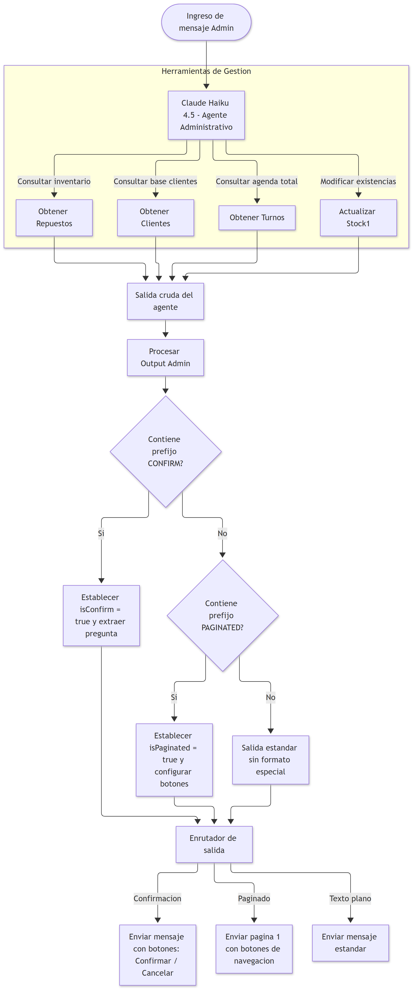 Ingreso de
mensaje Admin
Herramientas de Gestion
Claude Haiku
4.5 - Agente
Administrativo
Consultar inventario
Consultar base clientes
Consultar agenda total
Modificar existencias
Obtener
Repuestos
Obtener
Clientes
Obtener Turnos
Actualizar
Stock1
Salida cruda del
agente
Procesar
Output Admin
Contiene
prefijo
CONFIRM?
Si
No
Establecer
isConfirm =
true y extraer
pregunta
Contiene
prefijo
PAGINATED?
Si
No
Establecer
isPaginated =
true y
configurar
botones
Salida estandar
sin formato
especial
Enrutador de
salida
Confirmacion
Paginado
Texto plano
Enviar mensaje
con botones:
Confirmar /
Cancelar
Enviar pagina 1
con botones de
navegacion
Enviar mensaje
estandar